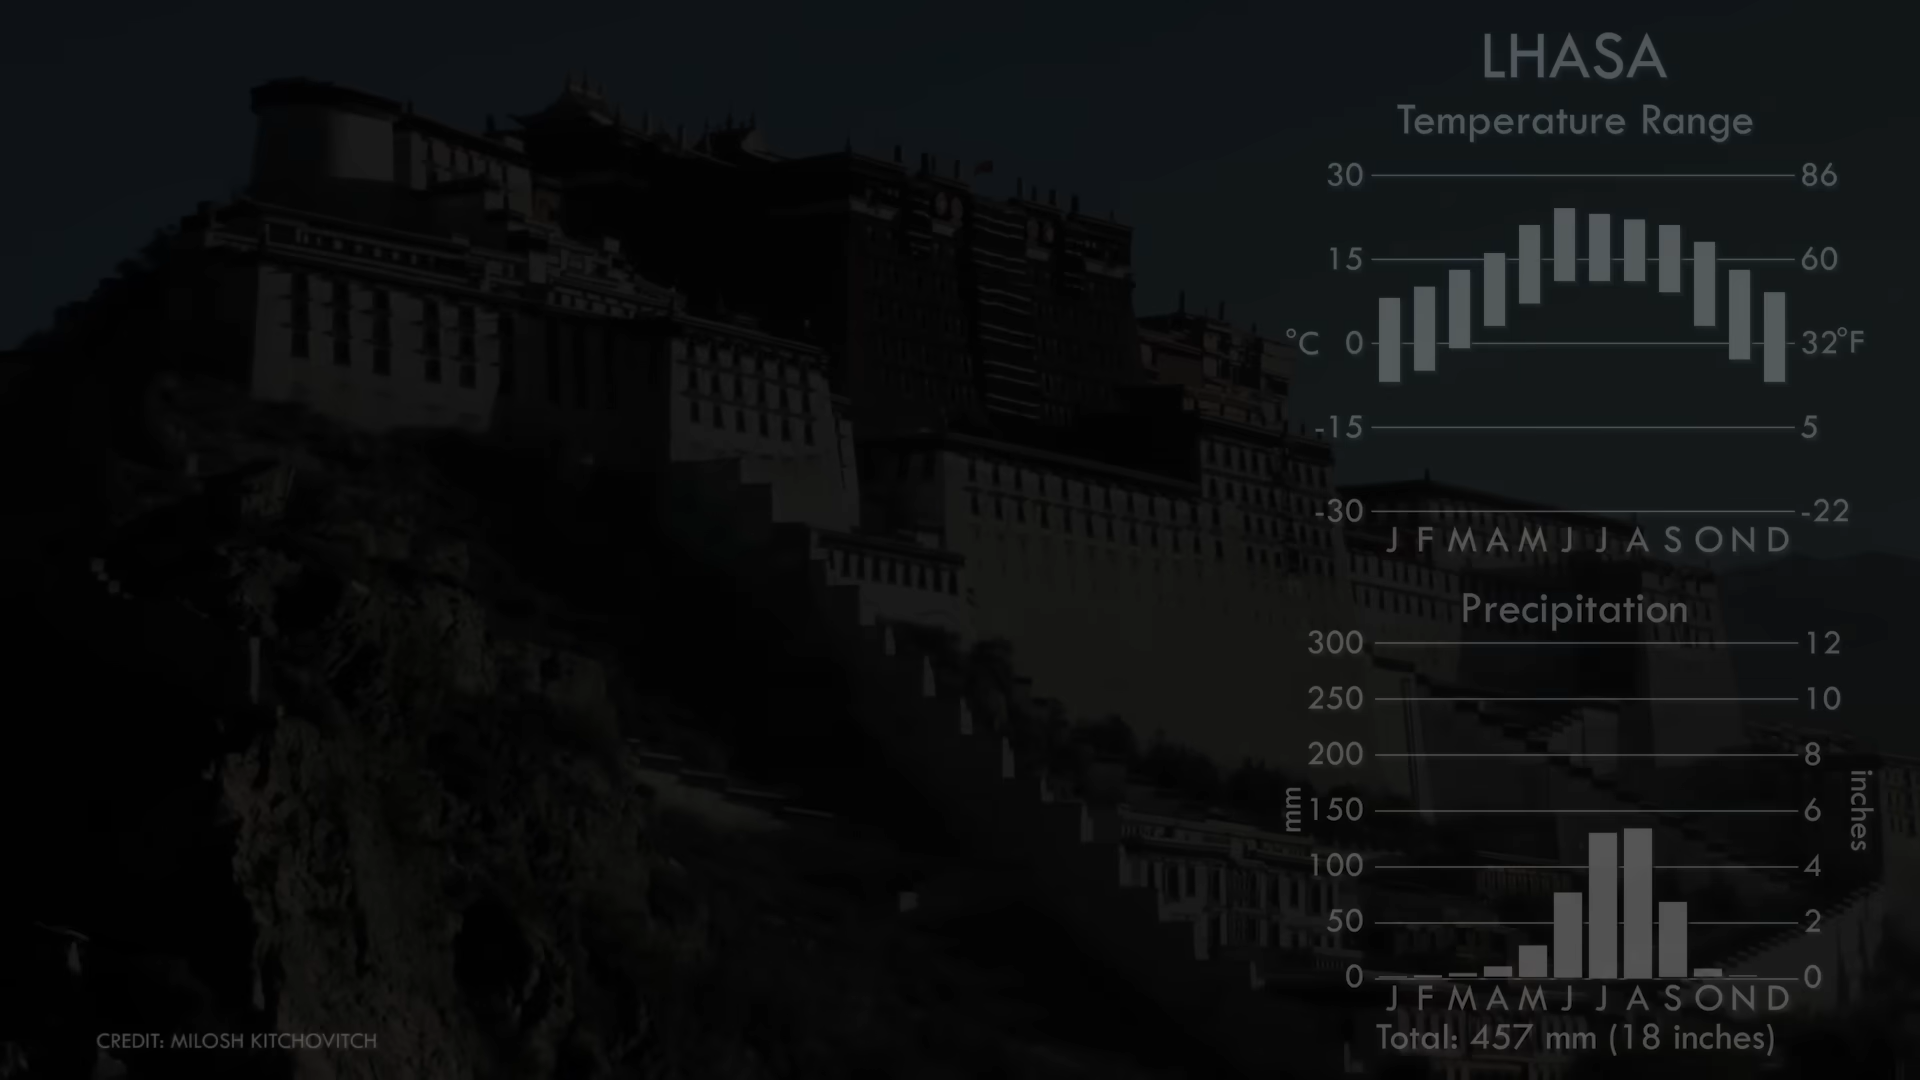 LHASA
Temperature Range
30 86
15 60
°C 0 32°F
-15 5
-30 -22
J F M A M J J A S O N D
Precipitation
300 12
250 10
200 8
mm 150 6 inches
100 4
50 2
0 0
J F M A M J J A S O N D
Total: 457 mm (18 inches)
CREDIT: MILOSH KITCHOVITCH